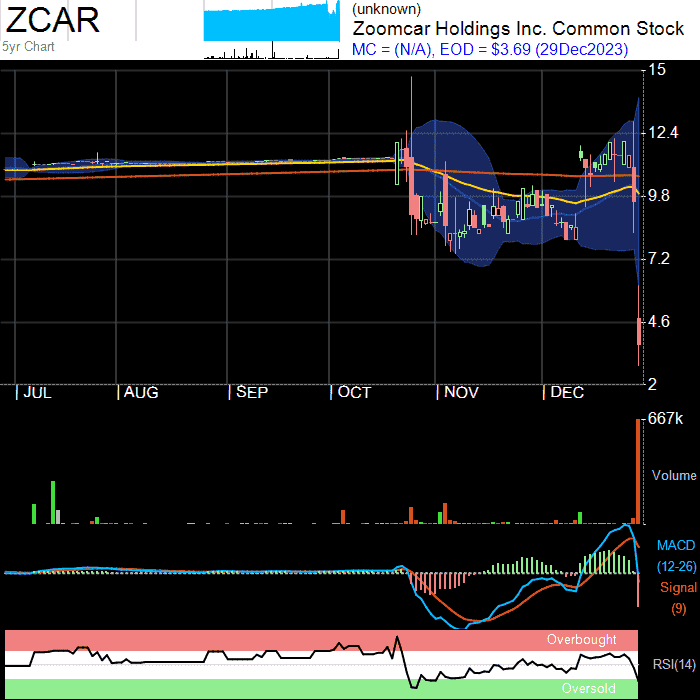 ZCAR
5yr Chart
(unknown)
Zoomcar Holdings Inc. Common Stock
MC = (N/A), EOD = $3.69 (29Dec2023)
15
12.4
9.8
7.2
4.6
2
JUL AUG SEP OCT NOV DEC
667k
Volume
MACD
(12-26)
Signal
(9)
Overbought
RSI(14)
Oversold